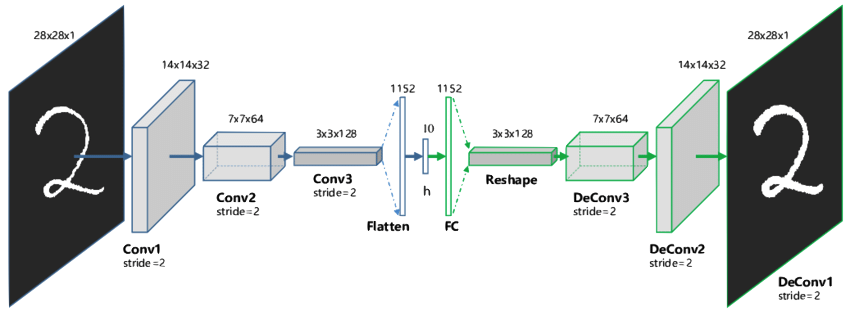 28x28x1
14x14x32
7x7x64
3x3x128
1152
10
1152
3x3x128
7x7x64
14x14x32
28x28x1
2
2
Conv1
stride=2
Conv2
stride=2
Conv3
stride=2
Flatten
h
FC
Reshape
DeConv3
stride=2
DeConv2
stride=2
DeConv1
stride=2